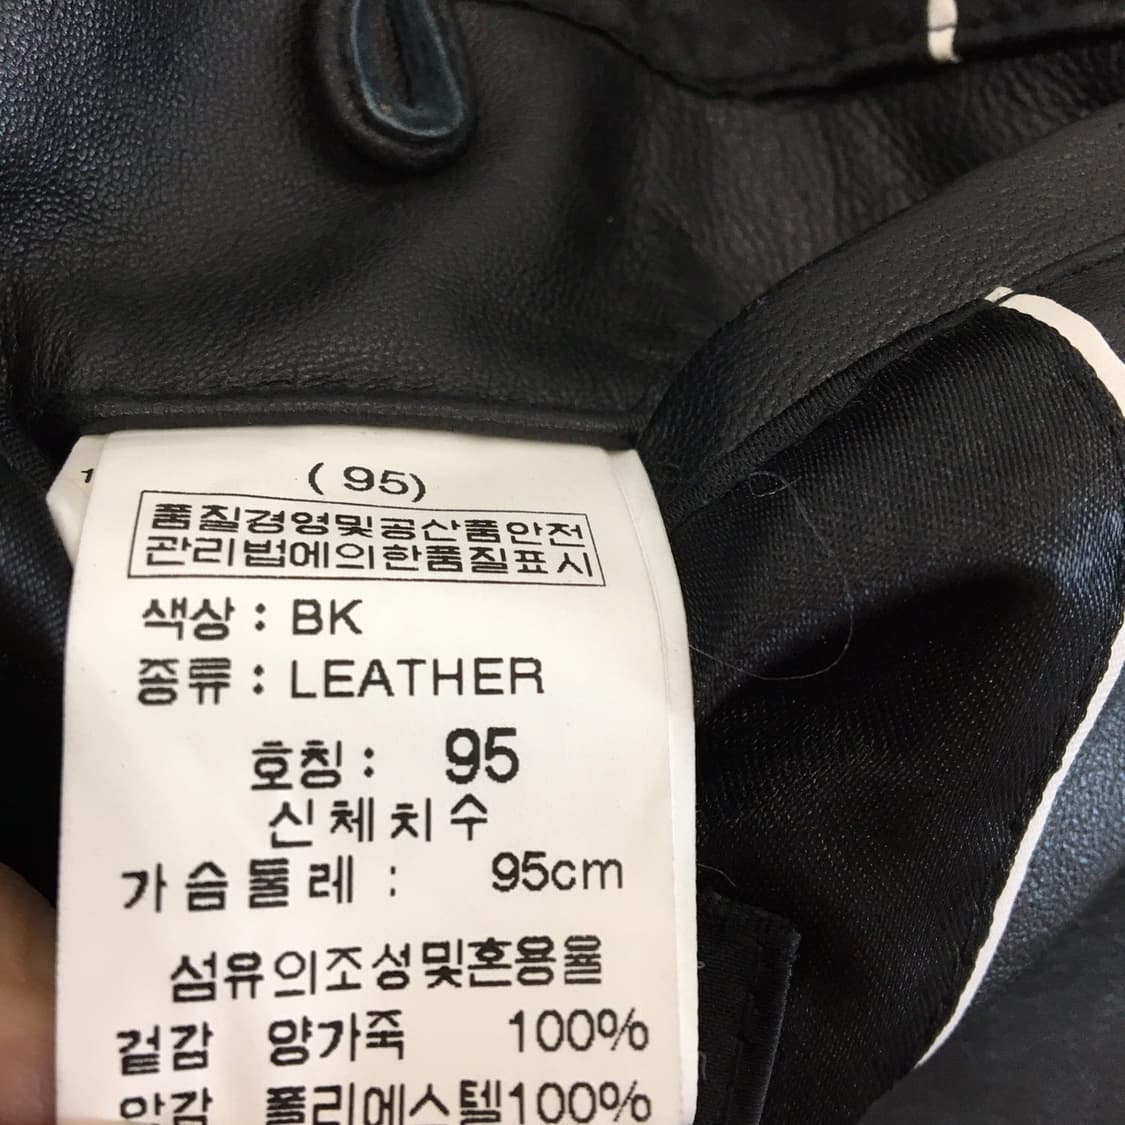 ( 95)
품질경영및공산품안전
관리법에의한품질표시
색상 : BK
종류 : LEATHER
호칭 : 95
신체치수
가슴둘레 : 95cm
섬유의조성및혼용율
겉감 양가죽 100%
안감 폴리에스텔100%